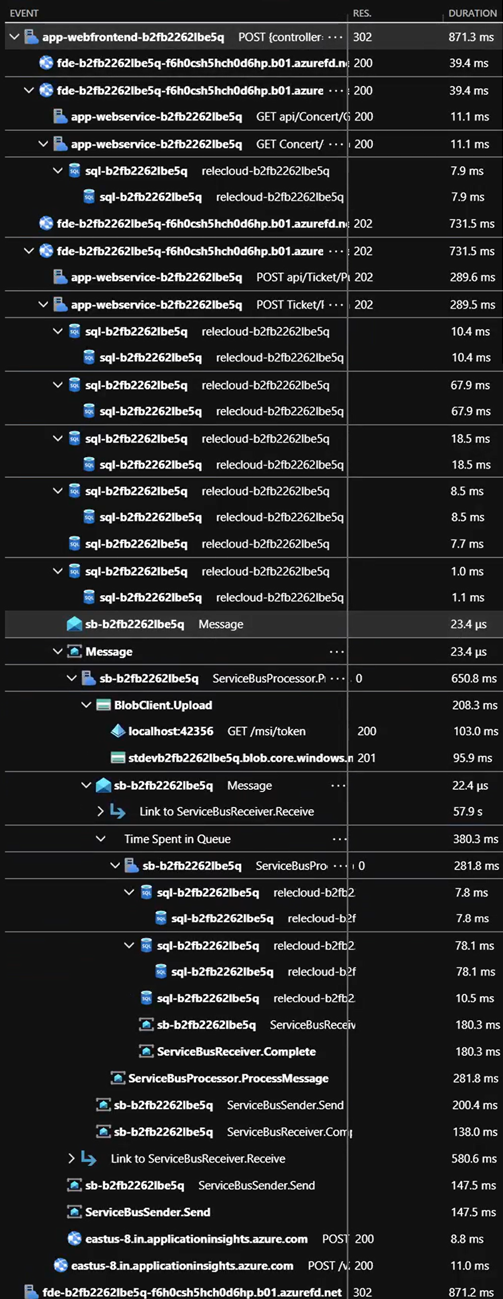 EVENT RES. DURATION
app-webfrontend-b2fb2262lbe5q POST {controller ··· 302 871.3 ms
fde-b2fb2262lbe5q-f6h0csh5hch0d6hp.b01.azurefd.ne 200 39.4 ms
fde-b2fb2262lbe5q-f6h0csh5hch0d6hp.b01.azure ··· 200 39.4 ms
app-webservice-b2fb2262lbe5q GET api/Concert/G 200 11.1 ms
app-webservice-b2fb2262lbe5q GET Concert/ ··· 200 11.1 ms
sql-b2fb2262lbe5q relecloud-b2fb2262lbe5q 7.9 ms
sql-b2fb2262lbe5q relecloud-b2fb2262lbe5q 7.9 ms
fde-b2fb2262lbe5q-f6h0csh5hch0d6hp.b01.azurefd.ne 202 731.5 ms
fde-b2fb2262lbe5q-f6h0csh5hch0d6hp.b01.azure ··· 202 731.5 ms
app-webservice-b2fb2262lbe5q POST api/Ticket/Pu 202 289.6 ms
app-webservice-b2fb2262lbe5q POST Ticket/F ··· 202 289.5 ms
sql-b2fb2262lbe5q relecloud-b2fb2262lbe5q 10.4 ms
sql-b2fb2262lbe5q relecloud-b2fb2262lbe5q 10.4 ms
sql-b2fb2262lbe5q relecloud-b2fb2262lbe5q 67.9 ms
sql-b2fb2262lbe5q relecloud-b2fb2262lbe5q 67.9 ms
sql-b2fb2262lbe5q relecloud-b2fb2262lbe5q 18.5 ms
sql-b2fb2262lbe5q relecloud-b2fb2262lbe5q 18.5 ms
sql-b2fb2262lbe5q relecloud-b2fb2262lbe5q 8.5 ms
sql-b2fb2262lbe5q relecloud-b2fb2262lbe5q 8.5 ms
sql-b2fb2262lbe5q relecloud-b2fb2262lbe5q 7.7 ms
sql-b2fb2262lbe5q relecloud-b2fb2262lbe5q 1.0 ms
sql-b2fb2262lbe5q relecloud-b2fb2262lbe5q 1.1 ms
sb-b2fb2262lbe5q Message 23.4 µs
Message ··· 23.4 µs
sb-b2fb2262lbe5q ServiceBusProcessor.P ··· 0 650.8 ms
BlobClient.Upload 208.3 ms
localhost:42356 GET /msi/token 200 103.0 ms
stdevb2fb2262lbe5q.blob.core.windows.n 201 95.9 ms
sb-b2fb2262lbe5q Message ··· 22.4 µs
Link to ServiceBusReceiver.Receive 57.9 s
Time Spent in Queue ··· 380.3 ms
sb-b2fb2262lbe5q ServiceBusPro ··· 0 281.8 ms
sql-b2fb2262lbe5q relecloud-b2fb2 7.8 ms
sql-b2fb2262lbe5q relecloud-b2f 7.8 ms
sql-b2fb2262lbe5q relecloud-b2fb2 78.1 ms
sql-b2fb2262lbe5q relecloud-b2f 78.1 ms
sql-b2fb2262lbe5q relecloud-b2fb2 10.5 ms
sb-b2fb2262lbe5q ServiceBusReceiv 180.3 ms
ServiceBusReceiver.Complete 180.3 ms
ServiceBusProcessor.ProcessMessage 281.8 ms
sb-b2fb2262lbe5q ServiceBusSender.Send 200.4 ms
sb-b2fb2262lbe5q ServiceBusReceiver.Comp 138.0 ms
Link to ServiceBusReceiver.Receive 580.6 ms
sb-b2fb2262lbe5q ServiceBusSender.Send 147.5 ms
ServiceBusSender.Send 147.5 ms
eastus-8.in.applicationinsights.azure.com POST 200 8.8 ms
eastus-8.in.applicationinsights.azure.com POST /v 200 11.0 ms
fde-b2fb2262lbe5q-f6h0csh5hch0d6hp.b01.azurefd.net 302 871.2 ms